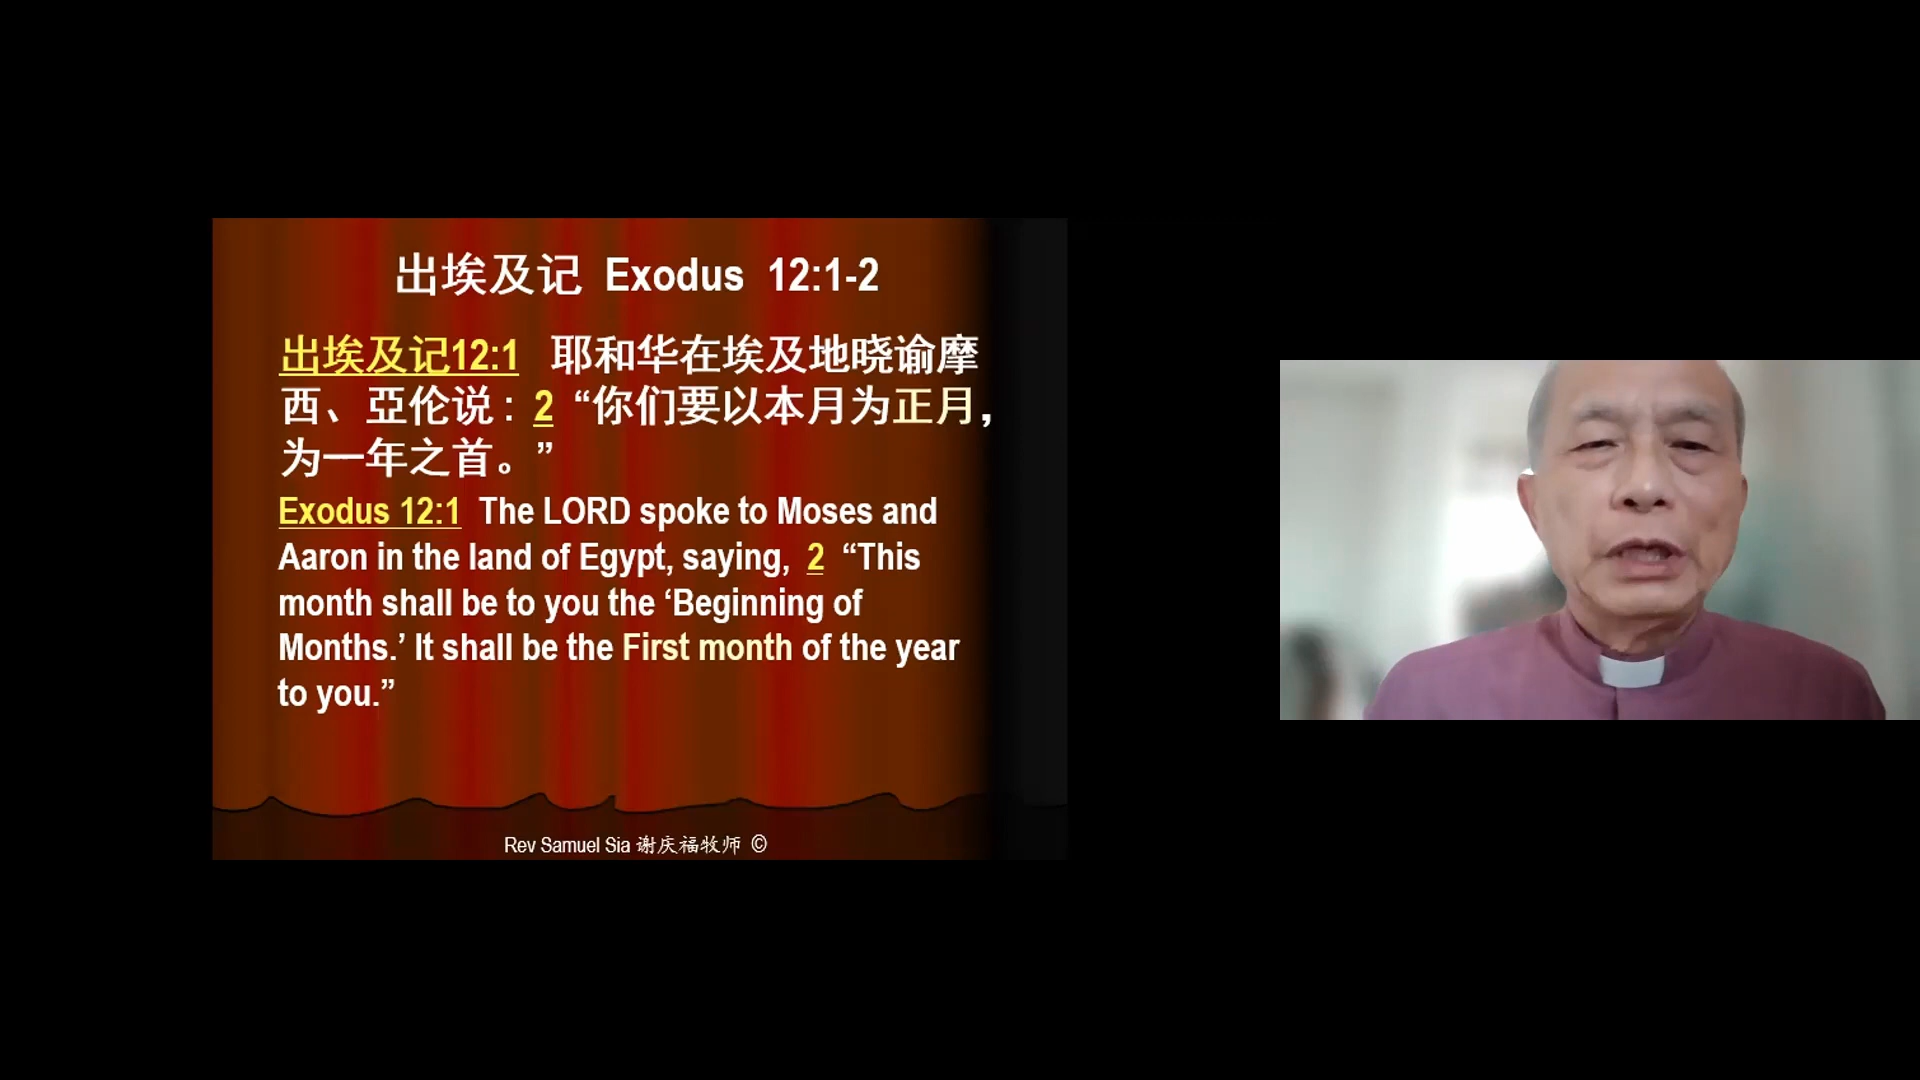 出埃及记 Exodus 12:1-2
出埃及记12:1 耶和华在埃及地晓谕摩
西、亞伦说：2 “你们要以本月为正月，
为一年之首。”
Exodus 12:1 The LORD spoke to Moses and
Aaron in the land of Egypt, saying, 2 “This
month shall be to you the ‘Beginning of
Months.’ It shall be the First month of the year
to you.”
Rev Samuel Sia 谢庆福牧师 ©